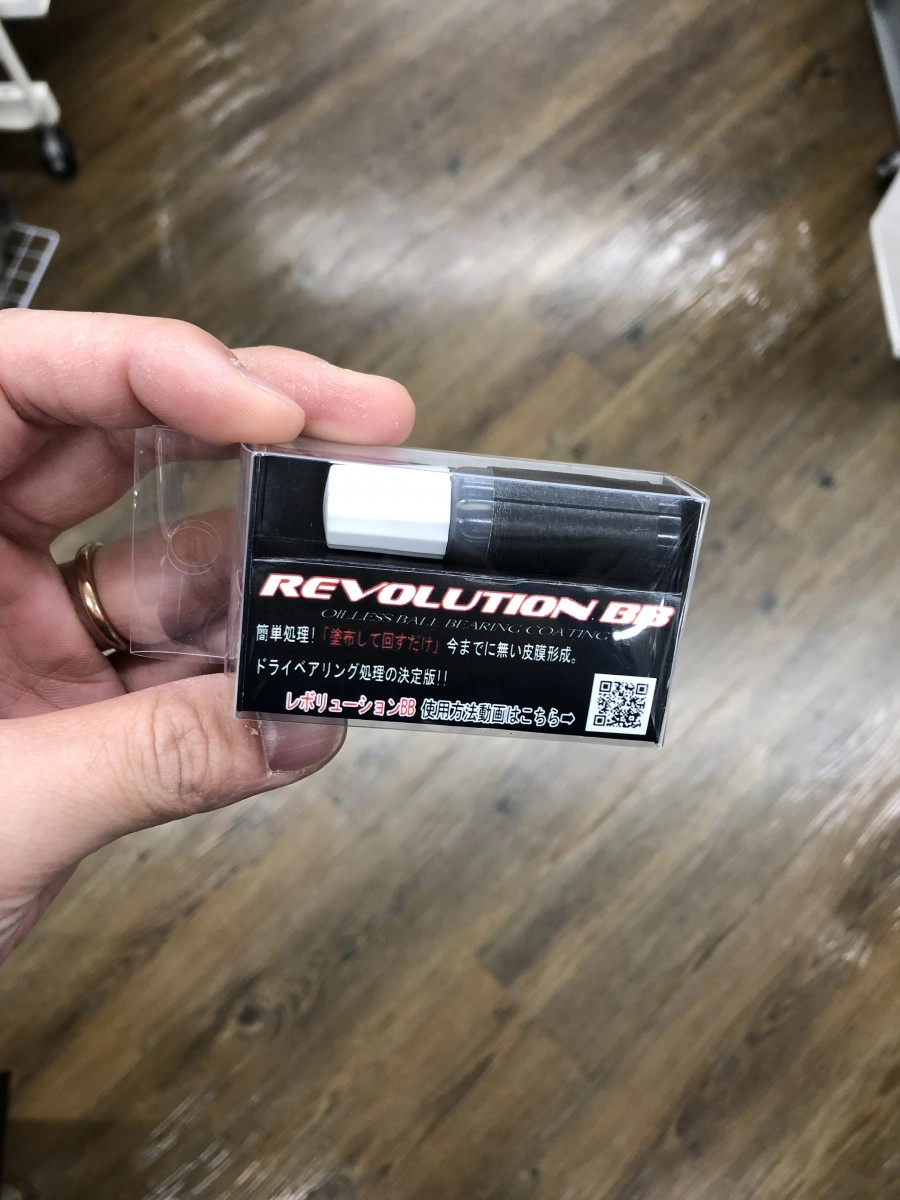 REVOLUTION BB
OILLESS BALL BEARING COATING
簡単処理!「塗布して回すだけ」今までに無い皮膜形成。
ドライベアリング処理の決定版!!
レボリューションBB 使用方法動画はこちら⇨